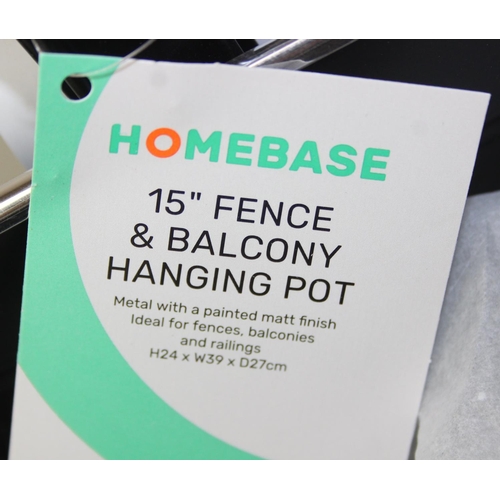 HOMEBASE
15" FENCE
& BALCONY
HANGING POT
Metal with a painted matt finish
Ideal for fences, balconies
and railings
H24 x W39 x D27cm